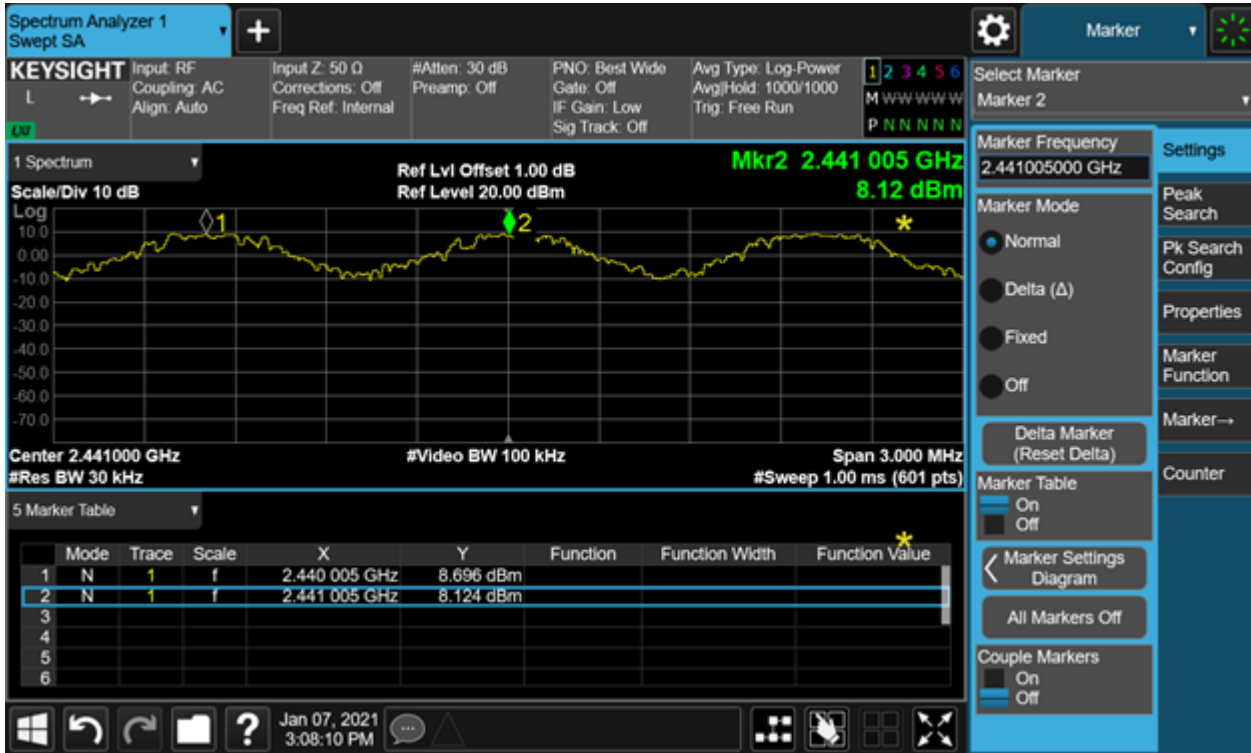 Spectrum Analyzer 1
Swept SA
+
Marker
KEYSIGHT
L
LXI
Input: RF
Coupling: AC
Align: Auto
Input Z: 50 Ω
Corrections: Off
Freq Ref: Internal
#Atten: 30 dB
Preamp: Off
PNO: Best Wide
Gate: Off
IF Gain: Low
Sig Track: Off
Avg Type: Log-Power
Avg|Hold: 1000/1000
Trig: Free Run
1 2 3 4 5 6
M W W W W W W
P N N N N N N
Select Marker
Marker 2
1 Spectrum
Scale/Div 10 dB
Ref Lvl Offset 1.00 dB
Ref Level 20.00 dBm
Mkr2 2.441 005 GHz
8.12 dBm
Log
10.0
0.00
-10.0
-20.0
-30.0
-40.0
-50.0
-60.0
-70.0
1
2
*
Center 2.441000 GHz
#Video BW 100 kHz
Span 3.000 MHz
#Res BW 30 kHz
#Sweep 1.00 ms (601 pts)
5 Marker Table
*
Mode Trace Scale X Y Function Function Width Function Value
1 N 1 f 2.440 005 GHz 8.696 dBm
2 N 1 f 2.441 005 GHz 8.124 dBm
3
4
5
6
Marker Frequency
2.441005000 GHz
Marker Mode
Normal
Delta (Δ)
Fixed
Off
Delta Marker
(Reset Delta)
Marker Table
On
Off
Marker Settings
Diagram
All Markers Off
Couple Markers
On
Off
Settings
Peak
Search
Pk Search
Config
Properties
Marker
Function
Marker→
Counter
?
Jan 07, 2021
3:08:10 PM